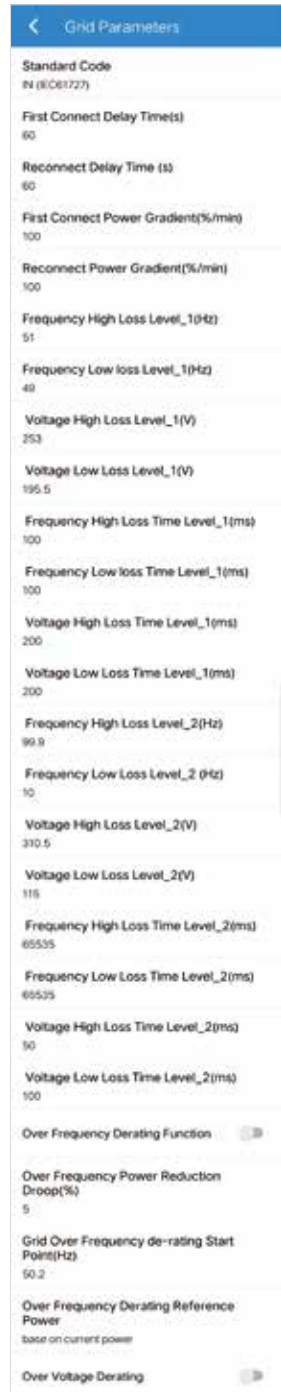 Grid Parameters
Standard Code
IN (IEC61727)
First Connect Delay Time(s)
60
Reconnect Delay Time (s)
60
First Connect Power Gradient(%/min)
100
Reconnect Power Gradient(%/min)
100
Frequency High Loss Level_1(Hz)
51
Frequency Low loss Level_1(Hz)
49
Voltage High Loss Level_1(V)
253
Voltage Low Loss Level_1(V)
195.5
Frequency High Loss Time Level_1(ms)
100
Frequency Low loss Time Level_1(ms)
100
Voltage High Loss Time Level_1(ms)
200
Voltage Low Loss Time Level_1(ms)
200
Frequency High Loss Level_2(Hz)
99.9
Frequency Low Loss Level_2 (Hz)
10
Voltage High Loss Level_2(V)
310.5
Voltage Low Loss Level_2(V)
115
Frequency High Loss Time Level_2(ms)
65535
Frequency Low Loss Time Level_2(ms)
65535
Voltage High Loss Time Level_2(ms)
50
Voltage Low Loss Time Level_2(ms)
100
Over Frequency Derating Function
Over Frequency Power Reduction
Droop(%)
5
Grid Over Frequency de-rating Start
Point(Hz)
50.2
Over Frequency Derating Reference
Power
base on current power
Over Voltage Derating